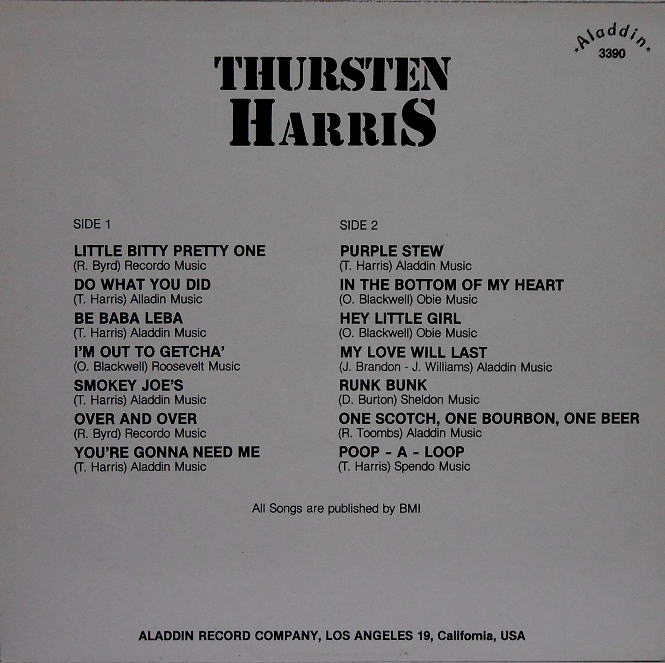 Aladdin
3390
THURSTEN
HARRIS
SIDE 1
LITTLE BITTY PRETTY ONE
(R. Byrd) Recordo Music
DO WHAT YOU DID
(T. Harris) Alladin Music
BE BABA LEBA
(T. Harris) Aladdin Music
I'M OUT TO GETCHA'
(O. Blackwell) Roosevelt Music
SMOKEY JOE'S
(T. Harris) Aladdin Music
OVER AND OVER
(R. Byrd) Recordo Music
YOU'RE GONNA NEED ME
(T. Harris) Aladdin Music
SIDE 2
PURPLE STEW
(T. Harris) Aladdin Music
IN THE BOTTOM OF MY HEART
(O. Blackwell) Obie Music
HEY LITTLE GIRL
(O. Blackwell) Obie Music
MY LOVE WILL LAST
(J. Brandon - J. Williams) Aladdin Music
RUNK BUNK
(D. Burton) Sheldon Music
ONE SCOTCH, ONE BOURBON, ONE BEER
(R. Toombs) Aladdin Music
POOP - A - LOOP
(T. Harris) Spendo Music
All Songs are published by BMI
ALADDIN RECORD COMPANY, LOS ANGELES 19, California, USA